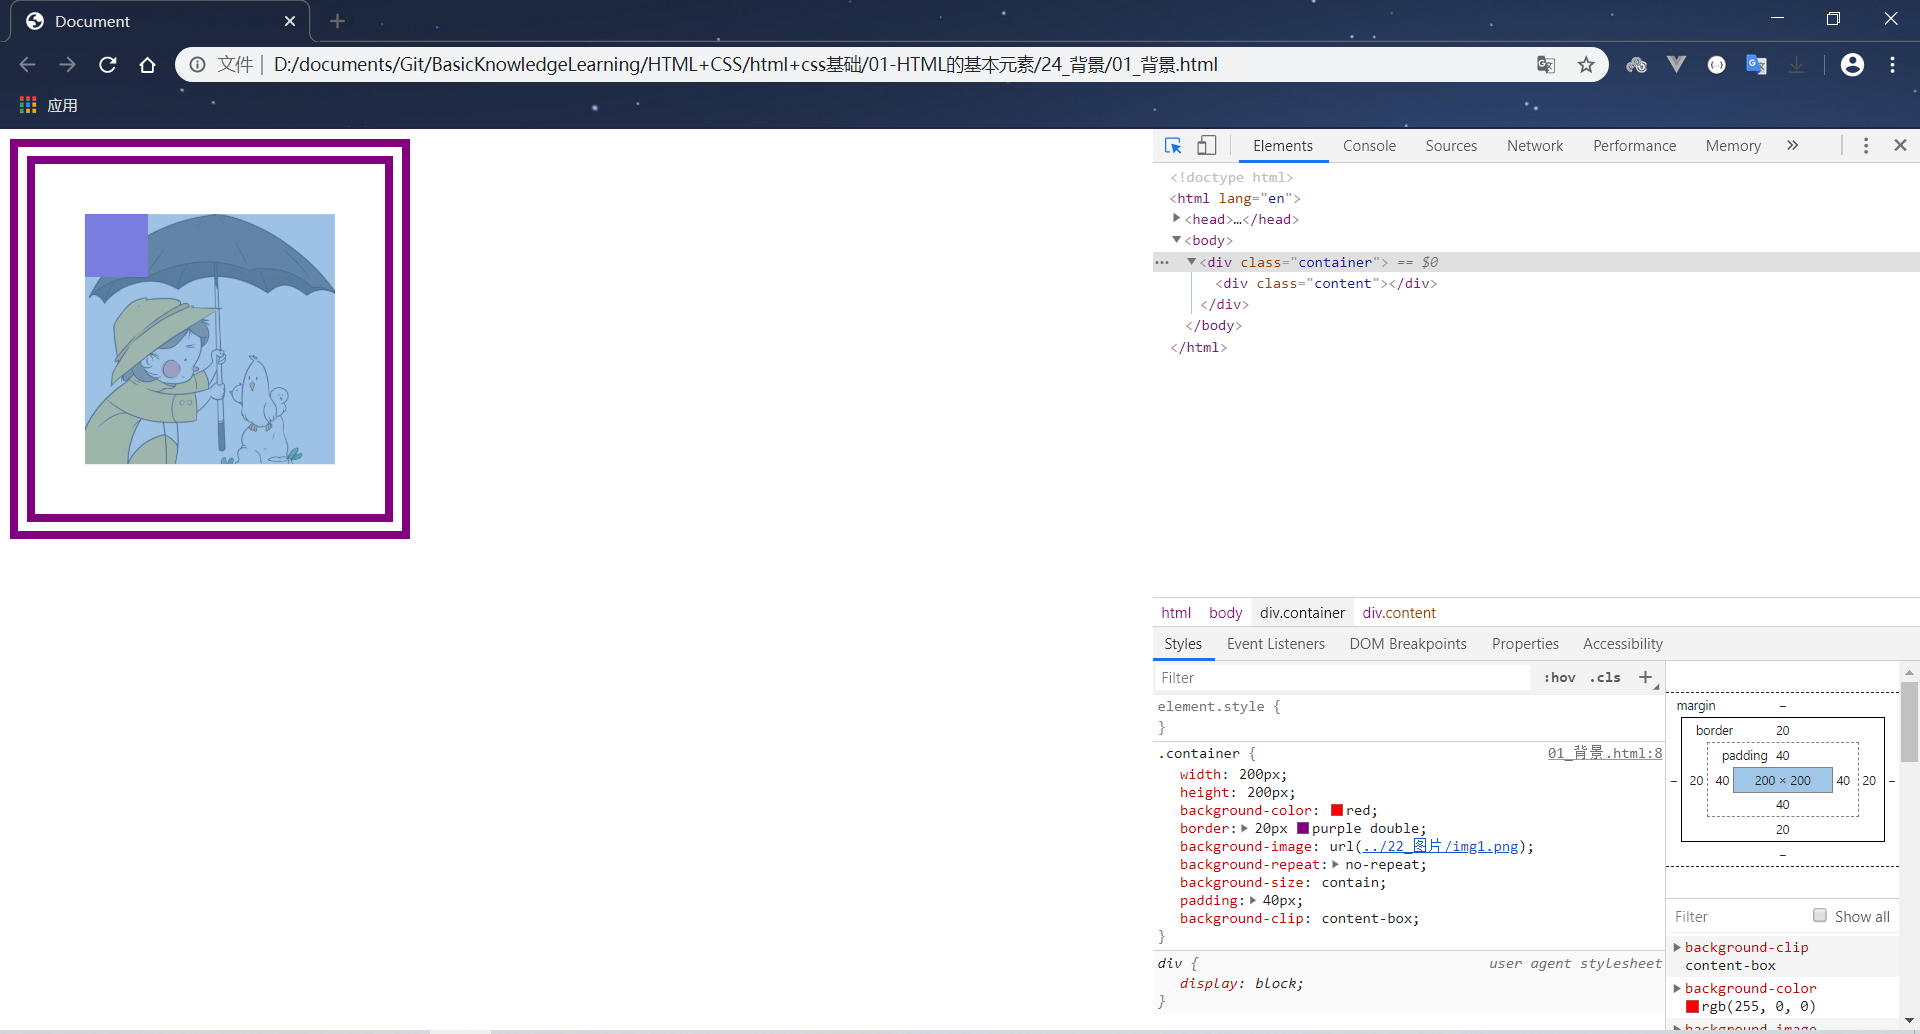 Document
文件 | D:/documents/Git/BasicKnowledgeLearning/HTML+CSS/html+css基础/01-HTML的基本元素/24_背景/01_背景.html
应用
Elements Console Sources Network Performance Memory »
<!doctype html>
<html lang="en">
<head>…</head>
<body>
<div class="container"> == $0
<div class="content"></div>
</div>
</body>
</html>
html body div.container div.content
Styles Event Listeners DOM Breakpoints Properties Accessibility
Filter :hov .cls +
element.style {
}
.container { 01_背景.html:8
width: 200px;
height: 200px;
background-color: red;
border: 20px purple double;
background-image: url(../22_图片/img1.png);
background-repeat: no-repeat;
background-size: contain;
padding: 40px;
background-clip: content-box;
}
div { user agent stylesheet
display: block;
}
margin –
border 20
padding 40
– 20 40 200 × 200 40 20 –
40
20
–
Filter Show all
background-clip
content-box
background-color
rgb(255, 0, 0)
background-image